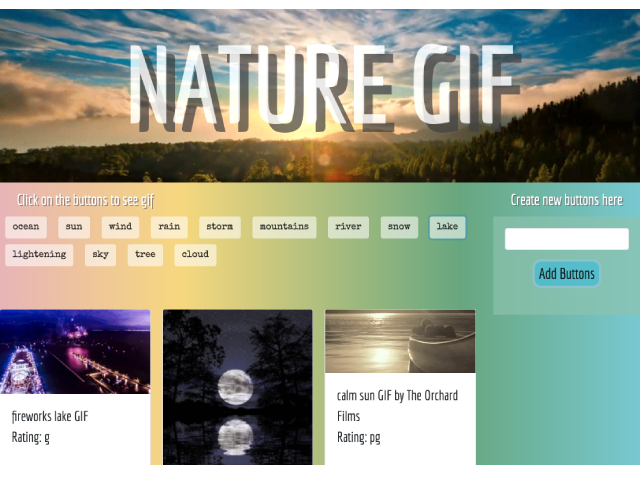 NATURE GIF
Click on the buttons to see gif
Create new buttons here
ocean sun wind rain storm mountains river snow lake
lightening sky tree cloud
Add Buttons
fireworks lake GIF
Rating: g
calm sun GIF by The Orchard
Films
Rating: pg